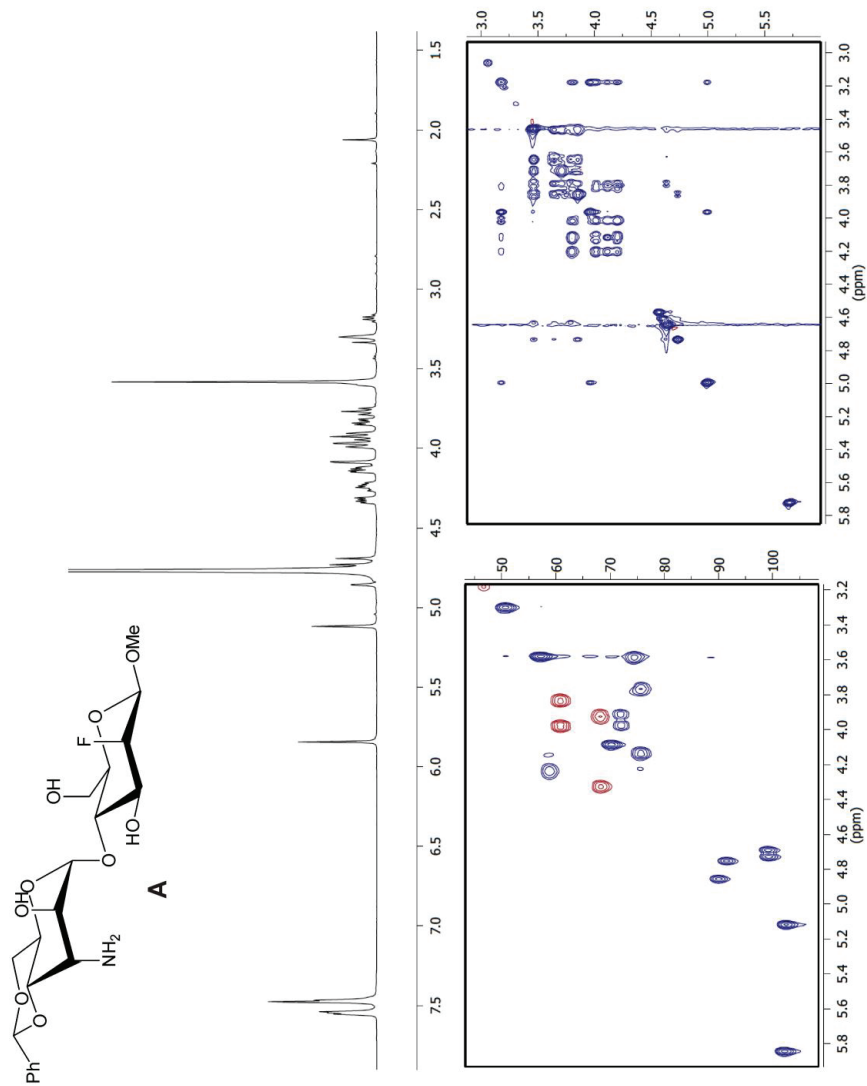 OH
F
O
OMe
HO
O
OH
O
NH₂
O
O
Ph
A
7.5 7.0 6.5 6.0 5.5 5.0 4.5 4.0 3.5 3.0 2.5 2.0 1.5
50
60
70
80
90
100
5.8 5.6 5.4 5.2 5.0 4.8 4.6 4.4 4.2 4.0 3.8 3.6 3.4 3.2
(ppm)
3.0
3.5
4.0
4.5
5.0
5.5
5.8 5.6 5.4 5.2 5.0 4.8 4.6 4.4 4.2 4.0 3.8 3.6 3.4 3.2 3.0
(ppm)